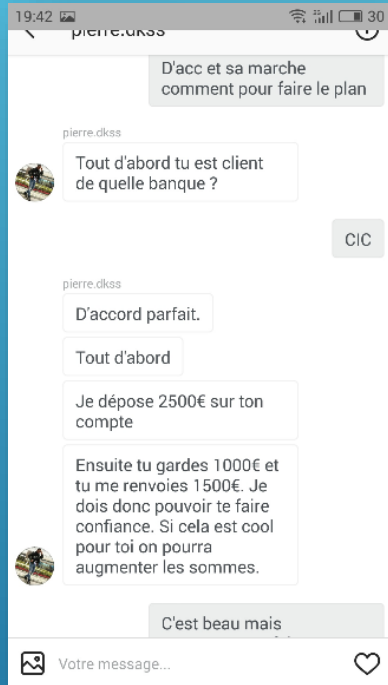 19:42 30
pierre.dkss
D'acc et sa marche
comment pour faire le plan
pierre.dkss
Tout d'abord tu est client
de quelle banque ?
CIC
pierre.dkss
D'accord parfait.
Tout d'abord
Je dépose 2500€ sur ton
compte
Ensuite tu gardes 1000€ et
tu me renvoies 1500€. Je
dois donc pouvoir te faire
confiance. Si cela est cool
pour toi on pourra
augmenter les sommes.
C'est beau mais
Votre message...